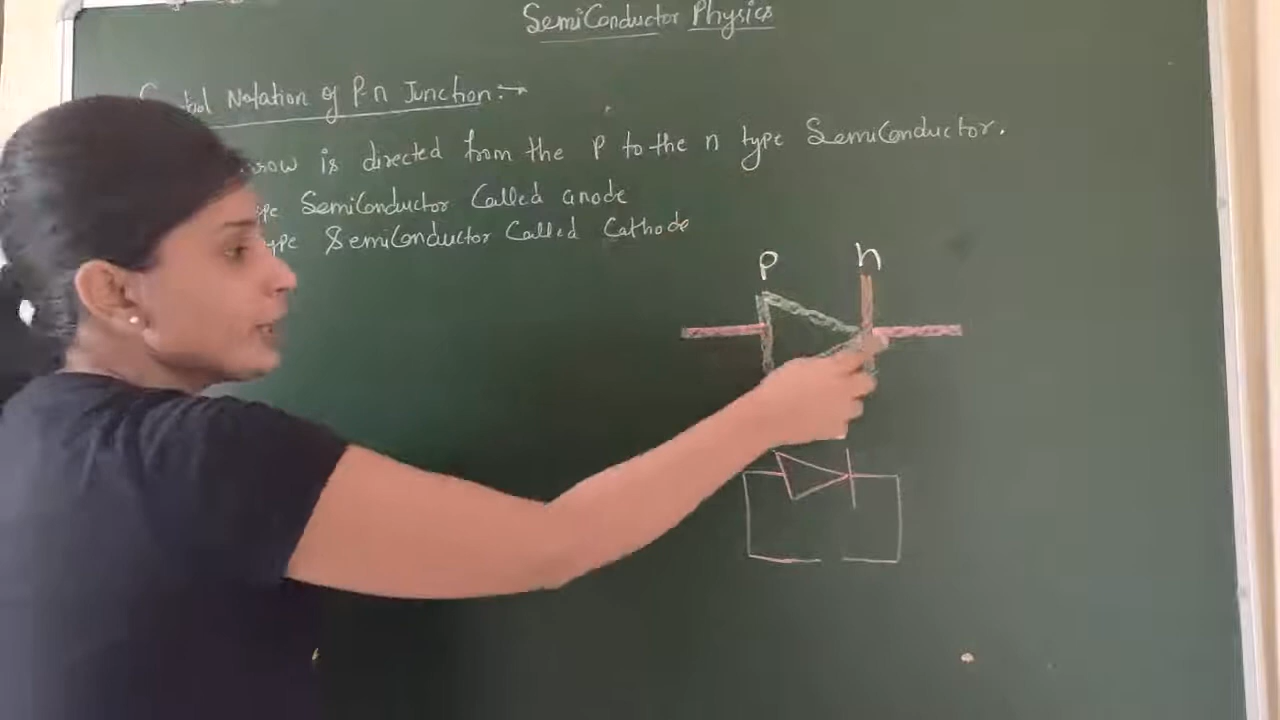 SemiConductor Physics
Notation of P-n Junction:→
is directed from the P to the n type SemiConductor.
SemiConductor Called anode
SemiConductor Called Cathode
P n